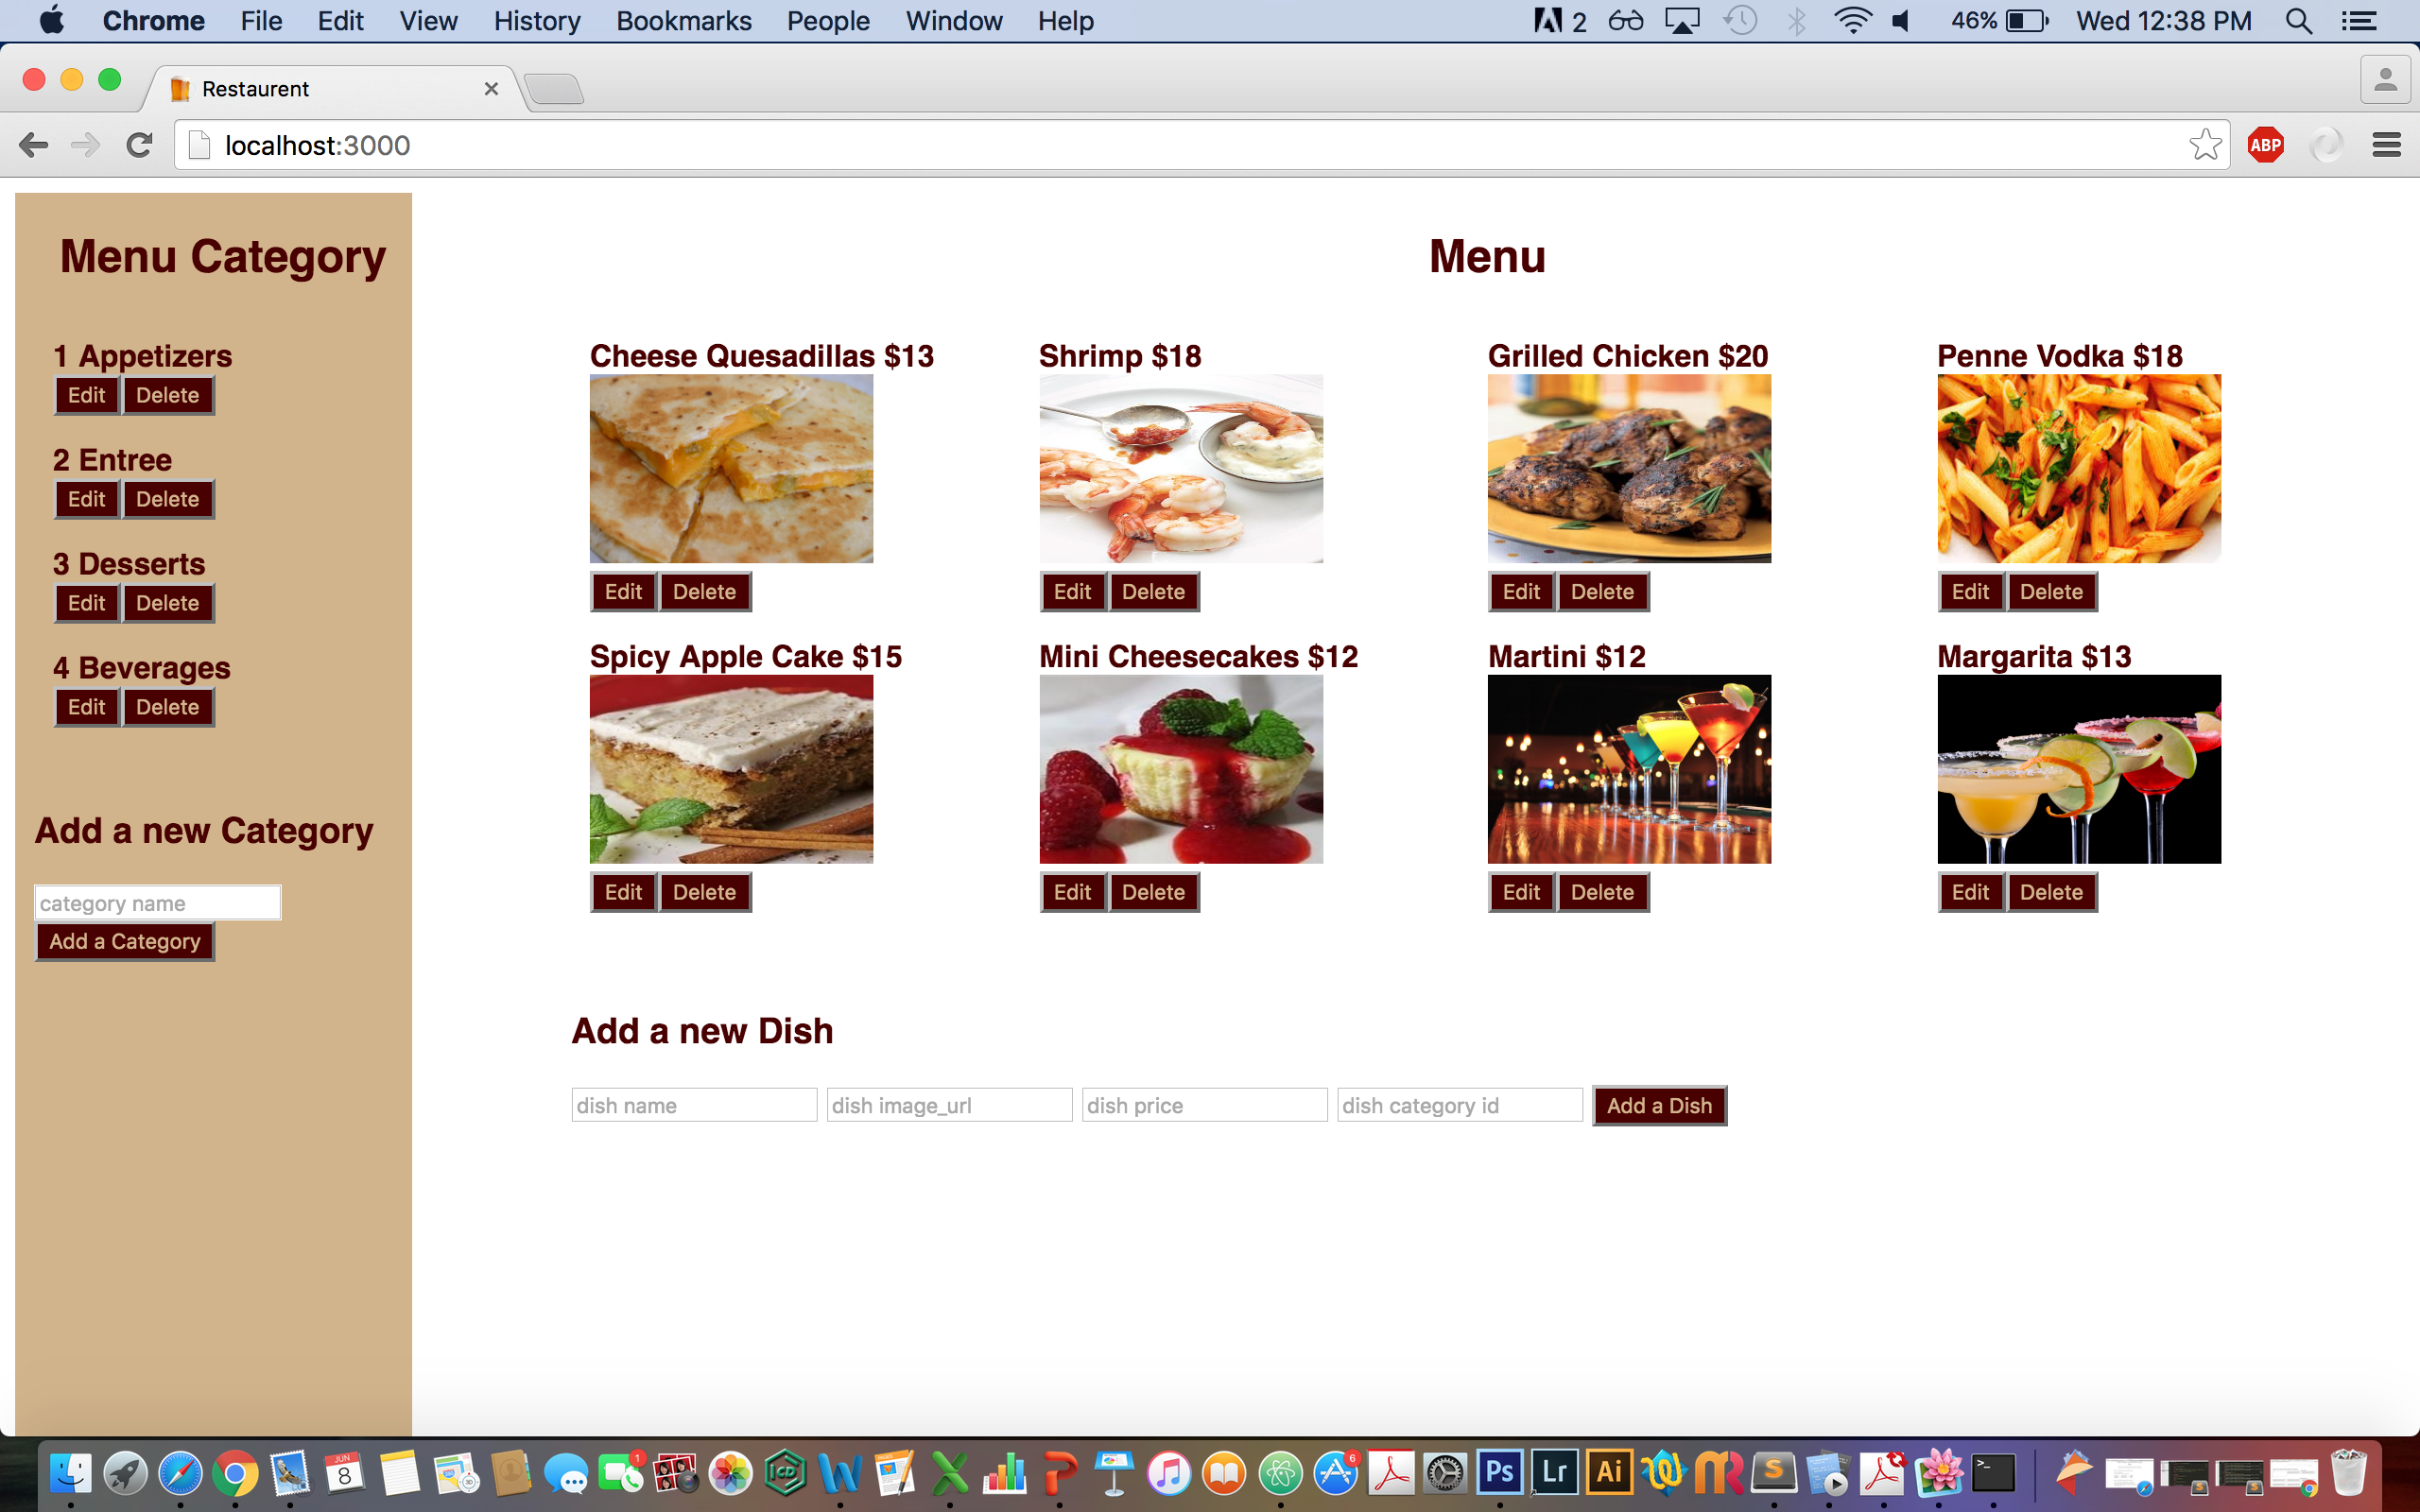 Chrome File Edit View History Bookmarks People Window Help 2 46% Wed 12:38 PM
Restaurent
localhost:3000
ABP
Menu Category
1 Appetizers
Edit Delete
2 Entree
Edit Delete
3 Desserts
Edit Delete
4 Beverages
Edit Delete
Add a new Category
category name
Add a Category
Menu
Cheese Quesadillas $13 Shrimp $18 Grilled Chicken $20 Penne Vodka $18
Edit Delete Edit Delete Edit Delete Edit Delete
Spicy Apple Cake $15 Mini Cheesecakes $12 Martini $12 Margarita $13
Edit Delete Edit Delete Edit Delete Edit Delete
Add a new Dish
dish name dish image_url dish price dish category id Add a Dish
JUN 8 1 ICD 6 Ps Lr Ai S